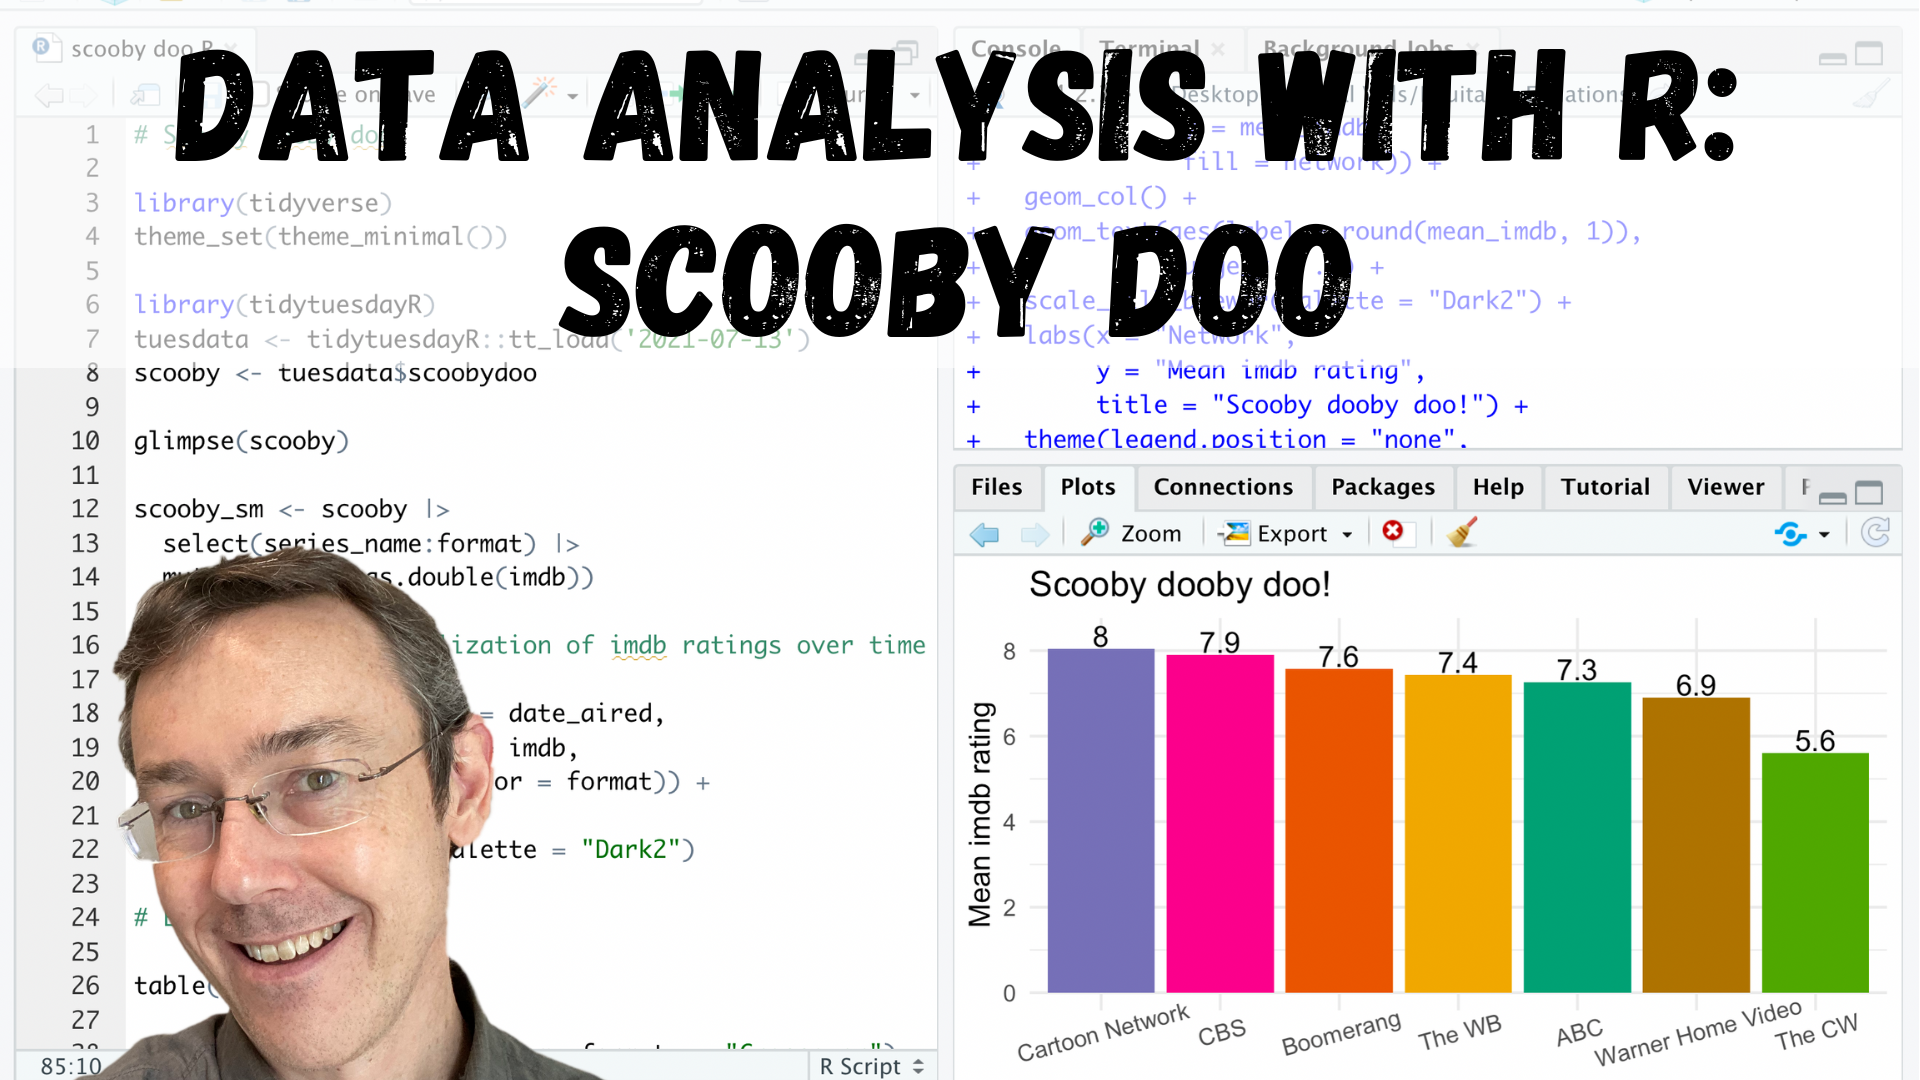 DATA ANALYSIS WITH R:
SCOOBY DOO
scooby doo.R
1 #
2
3 library(tidyverse)
4 theme_set(theme_minimal())
5
6 library(tidytuesdayR)
7 tuesdata <- tidytuesdayR::tt_load('2021-07-13')
8 scooby <- tuesdata$scoobydoo
9
10 glimpse(scooby)
11
12 scooby_sm <- scooby |>
13 select(series_name:format) |>
14 as.double(imdb))
15
16 ization of imdb ratings over time
17
18 = date_aired,
19 imdb,
20 or = format)) +
21
22 alette = "Dark2")
23
24 #
25
26 table(
27
85:10
R Script
Console Terminal Background Jobs
+ fill = network)) +
+ geom_col() +
+ geom_text(aes(label = round(mean_imdb, 1)),
+ +
+ palette = "Dark2") +
+ labs(x = "Network",
+ y = "Mean imdb rating",
+ title = "Scooby dooby doo!") +
+ theme(legend.position = "none",
Files Plots Connections Packages Help Tutorial Viewer
Zoom Export
Scooby dooby doo!
8 7.9 7.6 7.4 7.3 6.9 5.6
Mean imdb rating
8
6
4
2
0
Cartoon Network CBS Boomerang The WB ABC Warner Home Video The CW